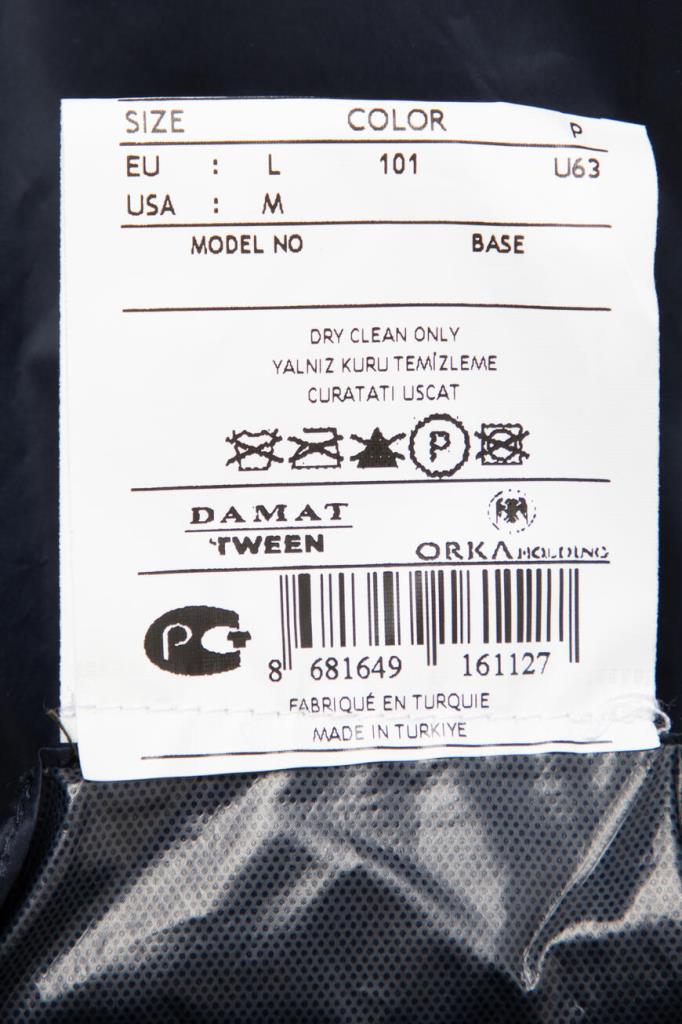 SIZE COLOR P
EU : L 101 U63
USA : M
MODEL NO BASE
DRY CLEAN ONLY
YALNIZ KURU TEMİZLEME
CURATATI USCAT
P
DAMAT
'TWEEN
ORKA HOLDING
PCT
8 681649 161127
FABRIQUÉ EN TURQUIE
MADE IN TURKIYE